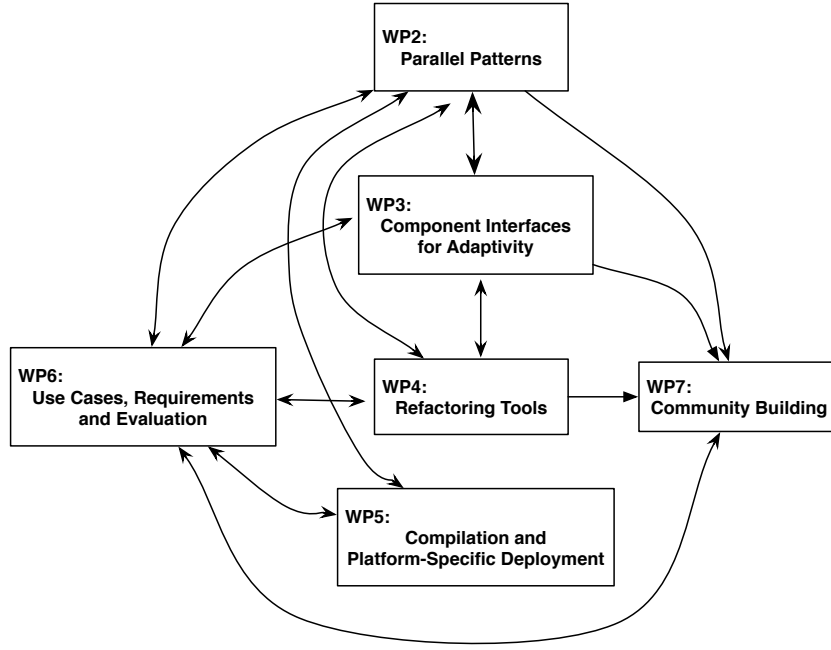 WP2:
Parallel Patterns
WP3:
Component Interfaces
for Adaptivity
WP6:
Use Cases, Requirements
and Evaluation
WP4:
Refactoring Tools
WP7:
Community Building
WP5:
Compilation and
Platform-Specific Deployment